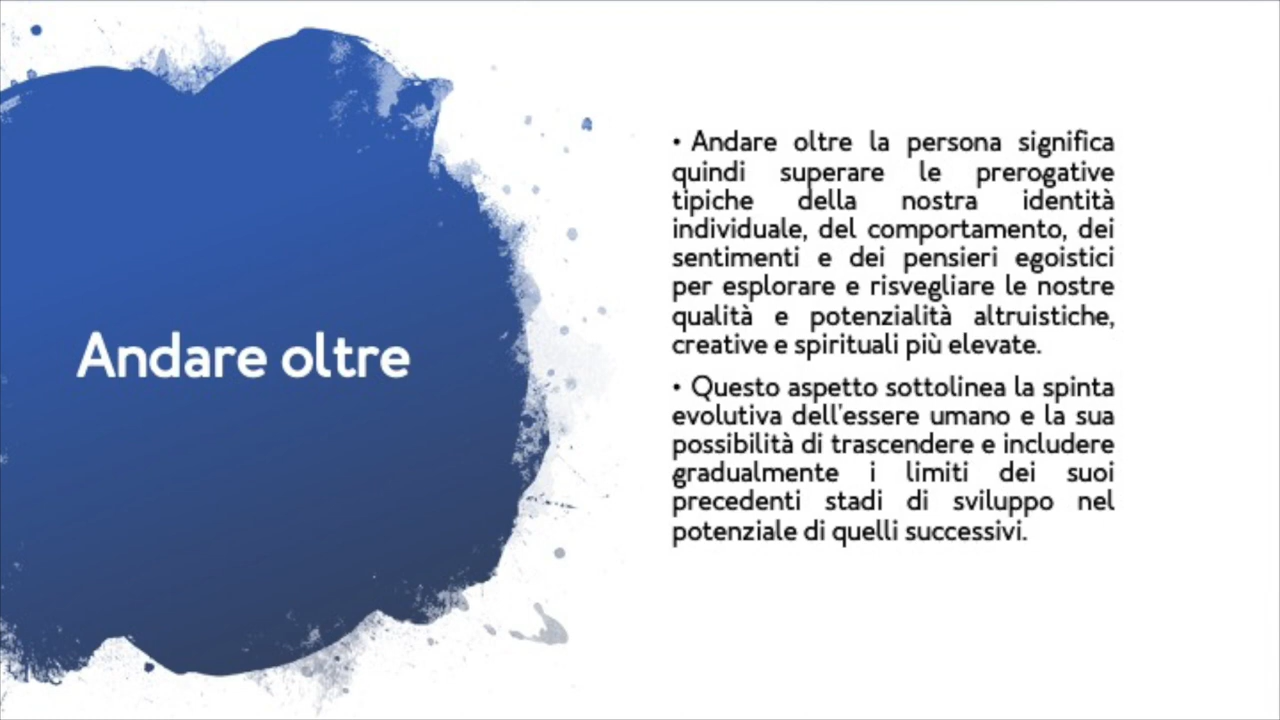 Andare oltre
• Andare oltre la persona significa
quindi superare le prerogative
tipiche della nostra identità
individuale, del comportamento, dei
sentimenti e dei pensieri egoistici
per esplorare e risvegliare le nostre
qualità e potenzialità altruistiche,
creative e spirituali più elevate.
• Questo aspetto sottolinea la spinta
evolutiva dell'essere umano e la sua
possibilità di trascendere e includere
gradualmente i limiti dei suoi
precedenti stadi di sviluppo nel
potenziale di quelli successivi.